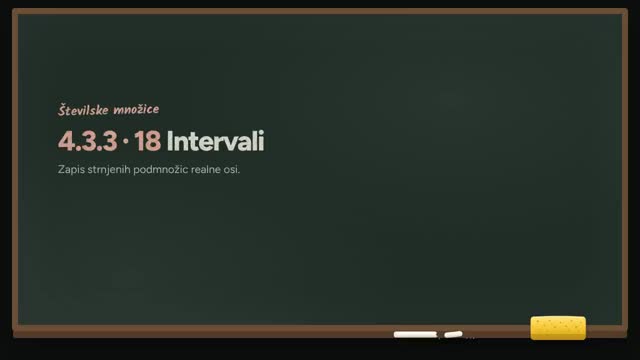 Številske množice
4.3.3 · 18 Intervali
Zapis strnjenih podmnožic realne osi.